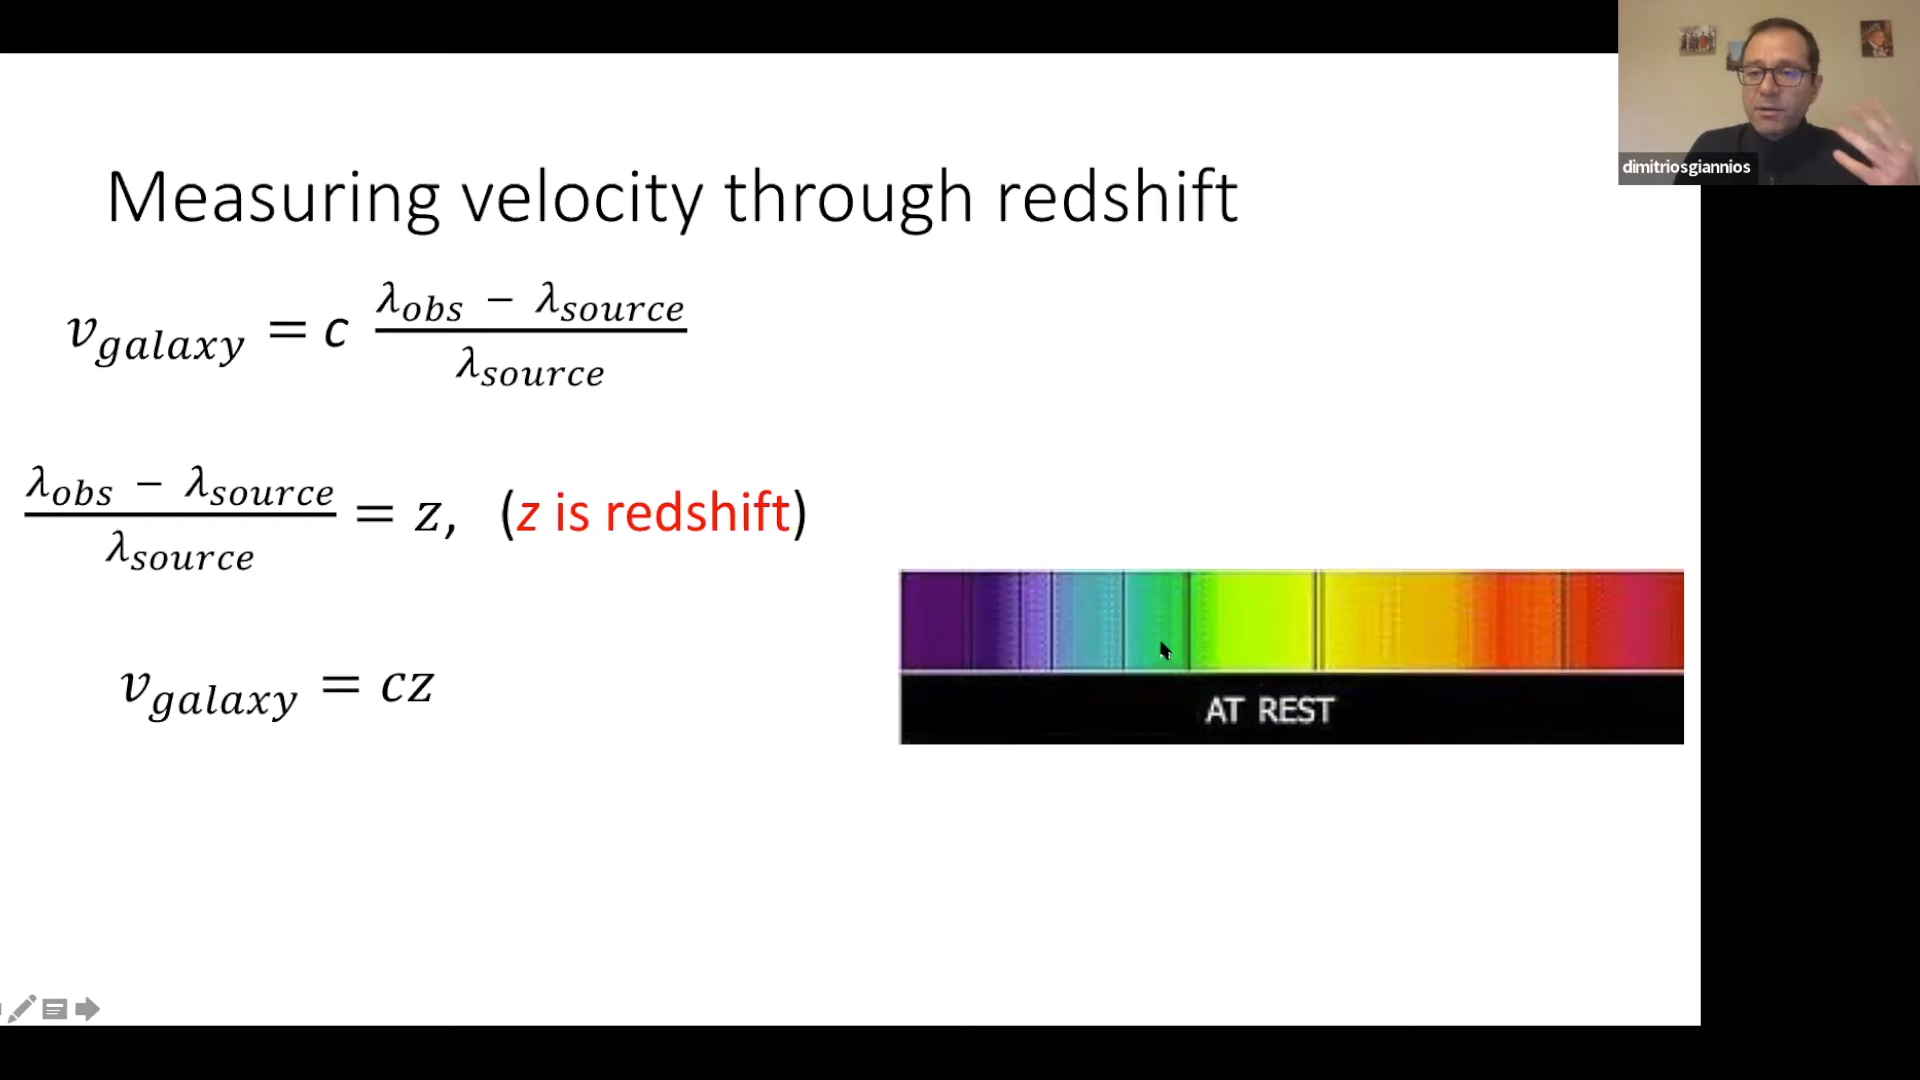 dimitriosgiannios
Measuring velocity through redshift
v_galaxy = c (λ_obs − λ_source) / λ_source
(λ_obs − λ_source) / λ_source = z, (z is redshift)
v_galaxy = cz
AT REST